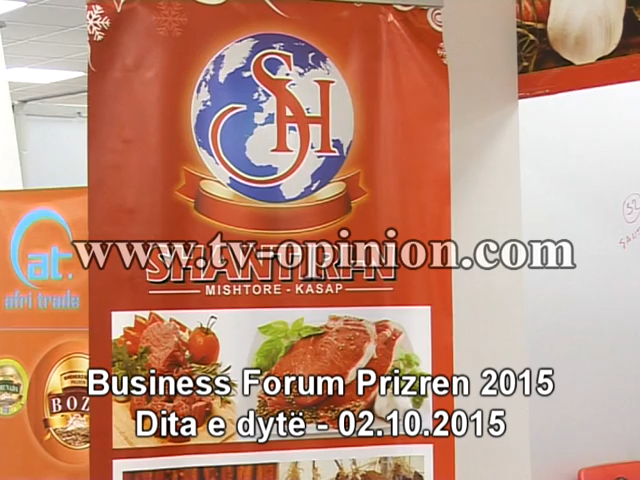 SH
www.tv-opinion.com
MISHTORE - KASAP
at.
afri trade
BOZ
Business Forum Prizren 2015
Dita e dytë - 02.10.2015
52